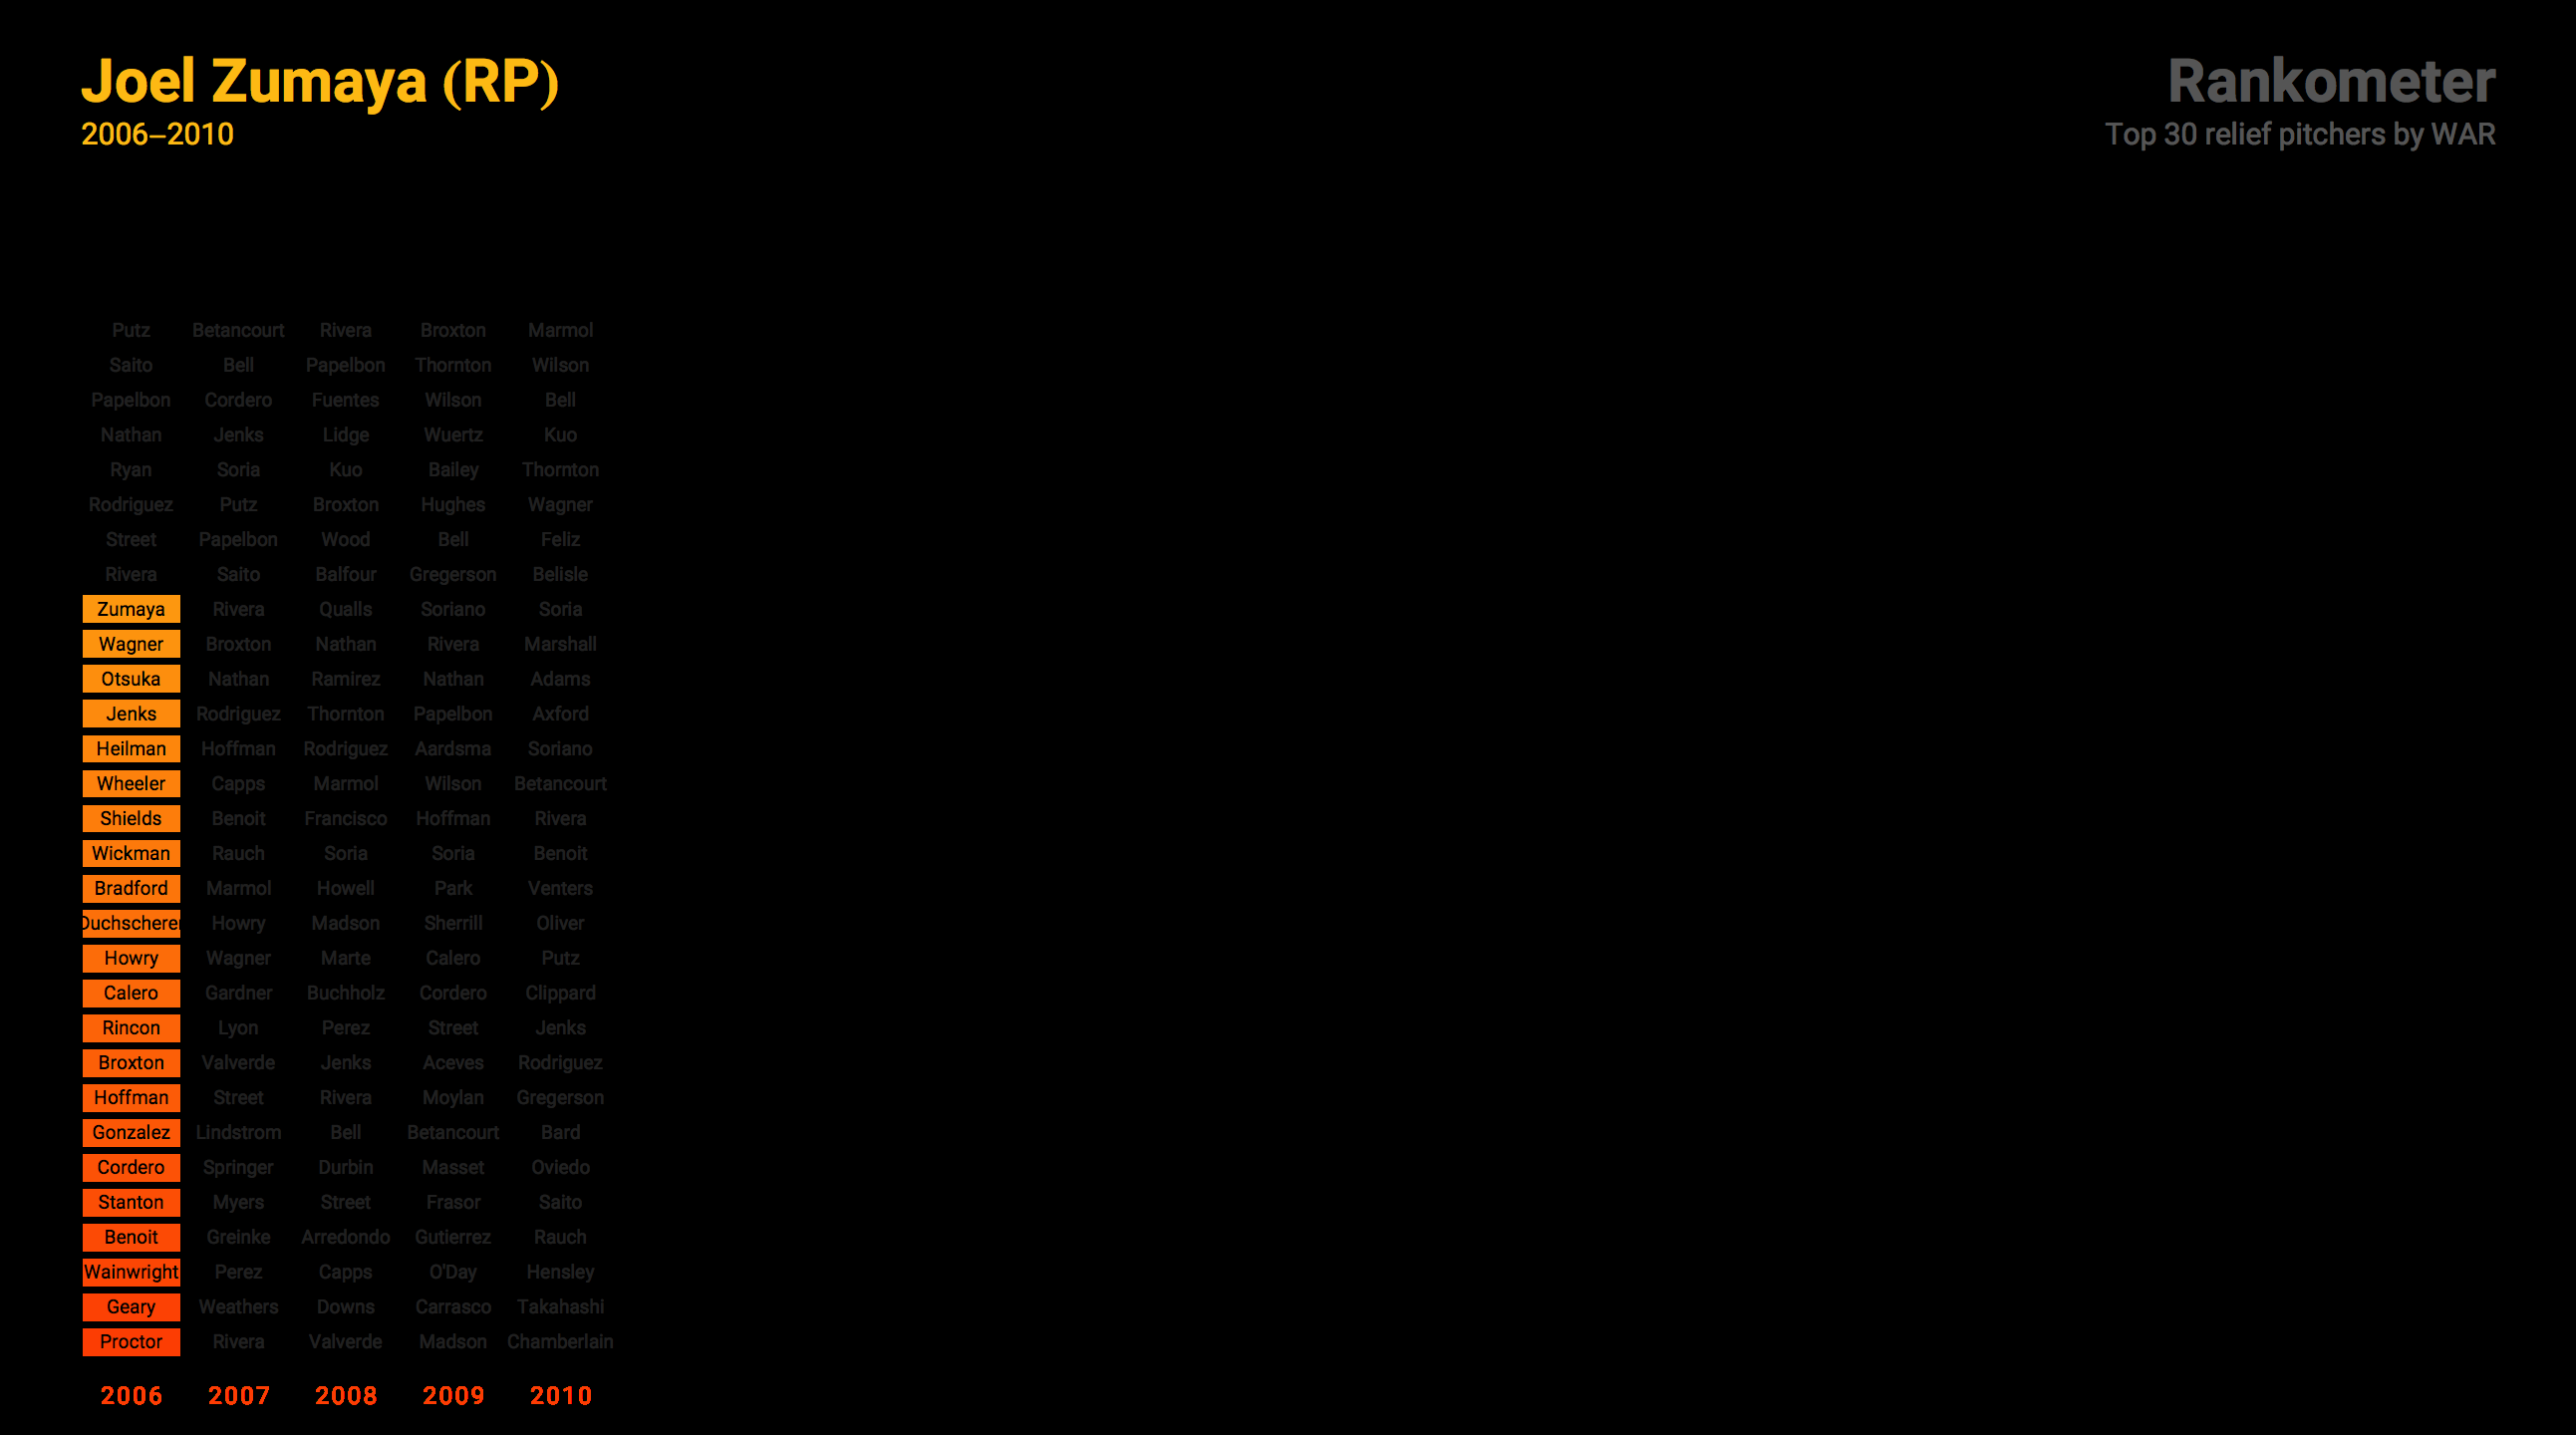 Joel Zumaya (RP)
2006–2010
Rankometer
Top 30 relief pitchers by WAR
Putz Betancourt Rivera Broxton Marmol
Saito Bell Papelbon Thornton Wilson
Papelbon Cordero Fuentes Wilson Bell
Nathan Jenks Lidge Wuertz Kuo
Ryan Soria Kuo Bailey Thornton
Rodriguez Putz Broxton Hughes Wagner
Street Papelbon Wood Bell Feliz
Rivera Saito Balfour Gregerson Belisle
Zumaya Rivera Qualls Soriano Soria
Wagner Broxton Nathan Rivera Marshall
Otsuka Nathan Ramirez Nathan Adams
Jenks Rodriguez Thornton Papelbon Axford
Heilman Hoffman Rodriguez Aardsma Soriano
Wheeler Capps Marmol Wilson Betancourt
Shields Benoit Francisco Hoffman Rivera
Wickman Rauch Soria Soria Benoit
Bradford Marmol Howell Park Venters
Duchscherer Howry Madson Sherrill Oliver
Howry Wagner Marte Calero Putz
Calero Gardner Buchholz Cordero Clippard
Rincon Lyon Perez Street Jenks
Broxton Valverde Jenks Aceves Rodriguez
Hoffman Street Rivera Moylan Gregerson
Gonzalez Lindstrom Bell Betancourt Bard
Cordero Springer Durbin Masset Oviedo
Stanton Myers Street Frasor Saito
Benoit Greinke Arredondo Gutierrez Rauch
Wainwright Perez Capps O'Day Hensley
Geary Weathers Downs Carrasco Takahashi
Proctor Rivera Valverde Madson Chamberlain
2006 2007 2008 2009 2010